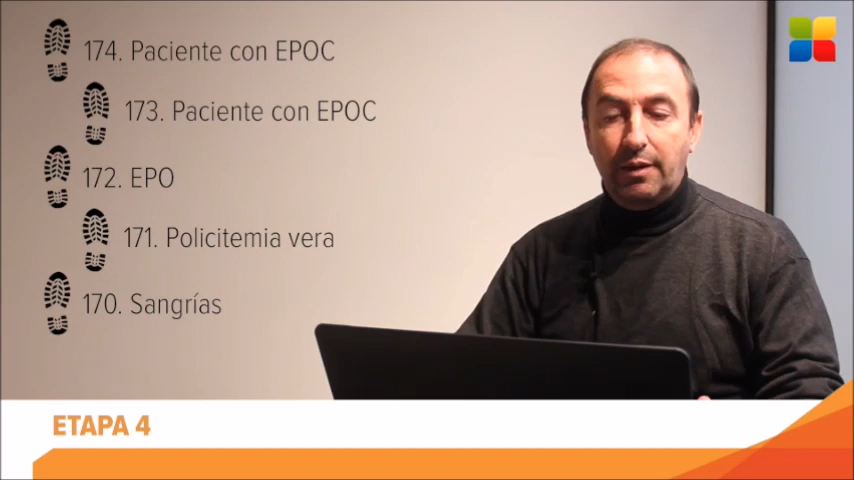 174. Paciente con EPOC
173. Paciente con EPOC
172. EPO
171. Policitemia vera
170. Sangrías
ETAPA 4